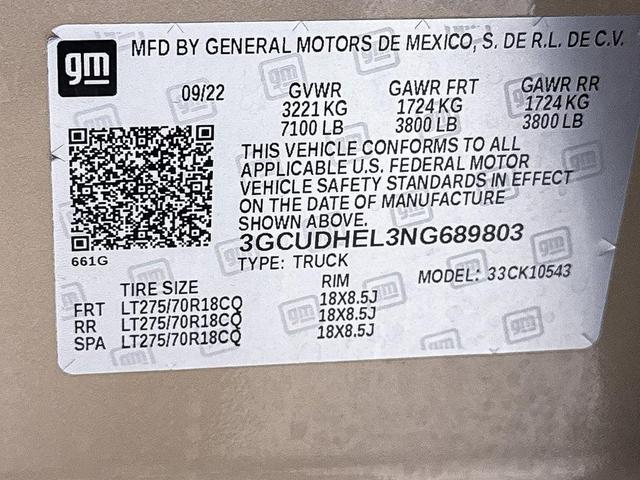 gm MFD BY GENERAL MOTORS DE MEXICO, S. DE R.L. DE C.V.
09/22 GVWR GAWR FRT GAWR RR
3221 KG 1724 KG 1724 KG
7100 LB 3800 LB 3800 LB
THIS VEHICLE CONFORMS TO ALL
APPLICABLE U.S. FEDERAL MOTOR
VEHICLE SAFETY STANDARDS IN EFFECT
ON THE DATE OF MANUFACTURE
SHOWN ABOVE.
3GCUDHEL3NG689803
661G TYPE: TRUCK MODEL: 33CK10543
TIRE SIZE RIM
FRT LT275/70R18CQ 18X8.5J
RR LT275/70R18CQ 18X8.5J
SPA LT275/70R18CQ 18X8.5J